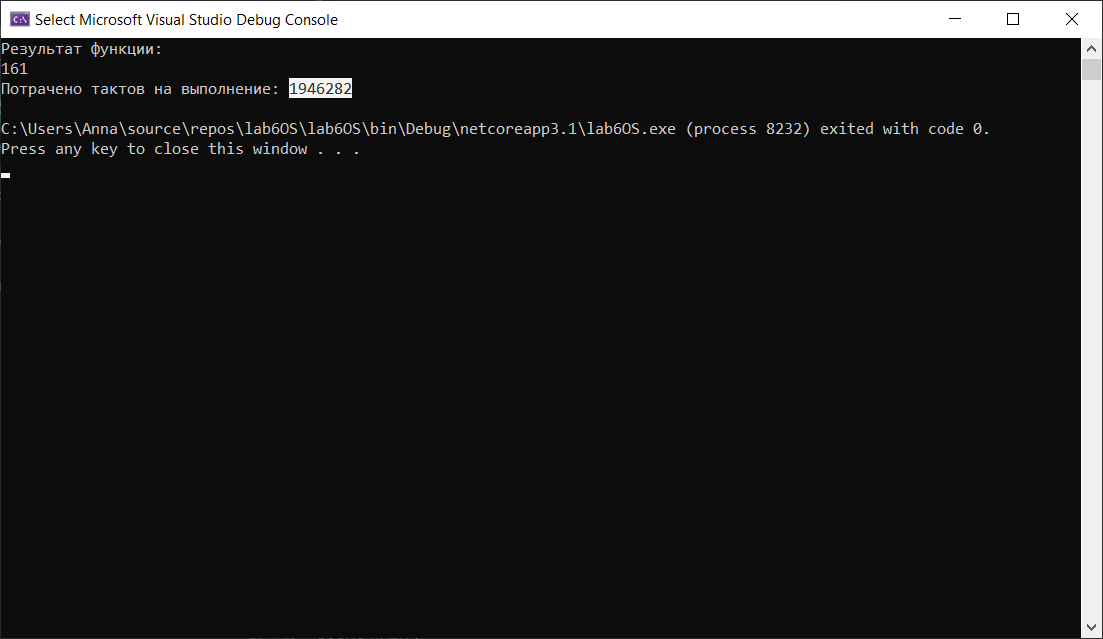 Select Microsoft Visual Studio Debug Console
Результат функции:
161
Потрачено тактов на выполнение: 1946282
C:\Users\Anna\source\repos\lab6OS\lab6OS\bin\Debug\netcoreapp3.1\lab6OS.exe (process 8232) exited with code 0.
Press any key to close this window . . .